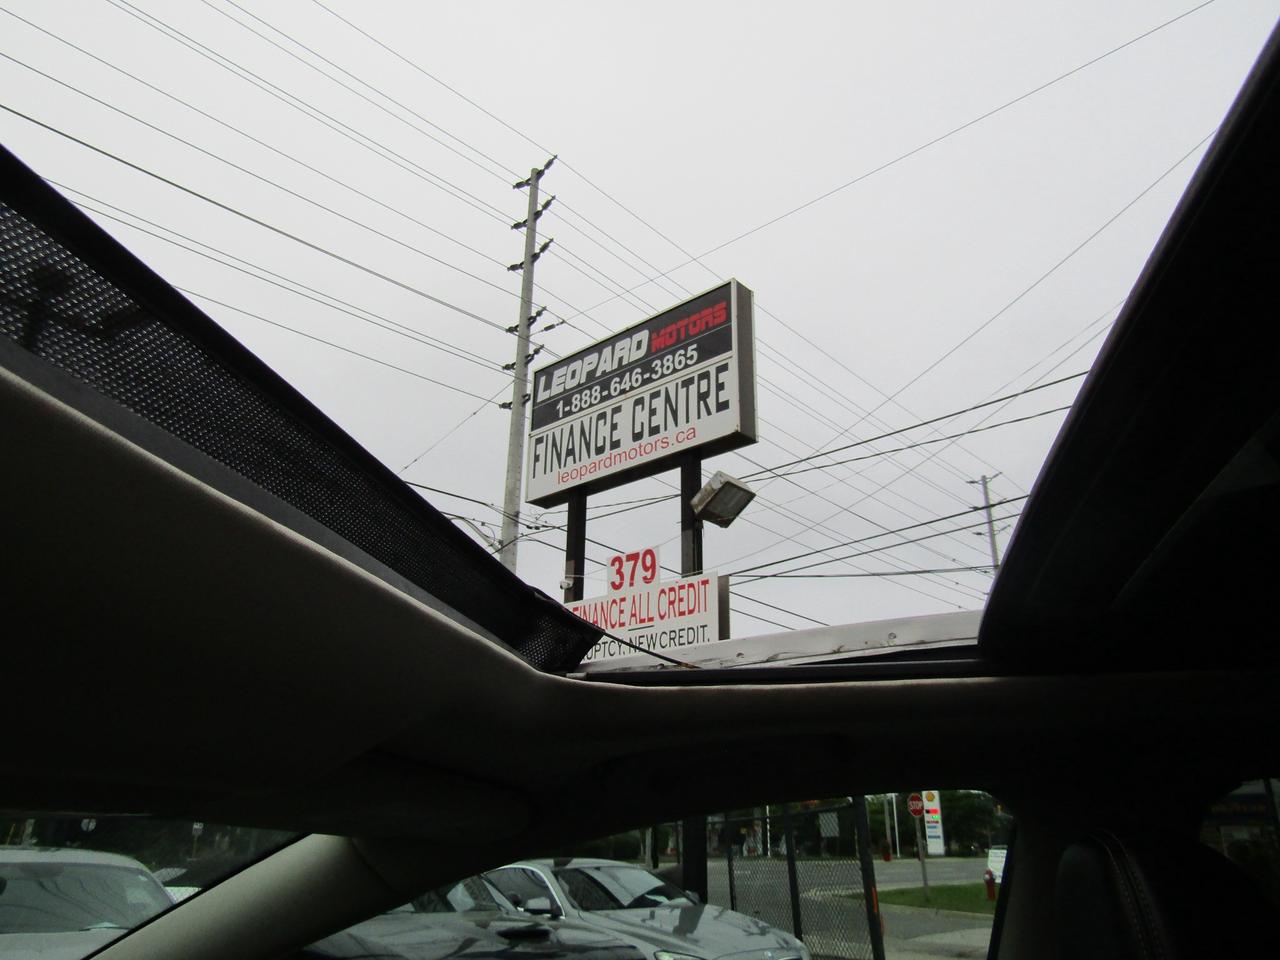 LEOPARD MOTORS
1-888-646-3865
FINANCE CENTRE
leopardmotors.ca
379
FINANCE ALL CREDIT
UPTCY. NEW CREDIT.
STOP